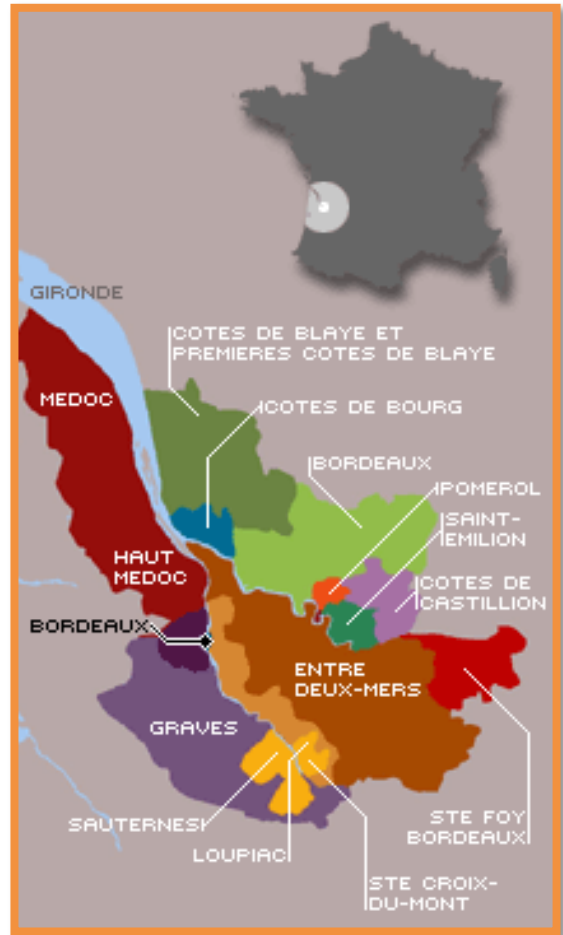 GIRONDE
COTES DE BLAYE ET
PREMIERES COTES DE BLAYE
MEDOC
COTES DE BOURG
BORDEAUX
POMEROL
SAINT-
EMILION
HAUT
MEDOC
COTES DE
CASTILLION
BORDEAUX
ENTRE
DEUX-MERS
GRAVES
SAUTERNES
STE FOY
BORDEAUX
LOUPIAC
STE CROIX-
DU-MONT